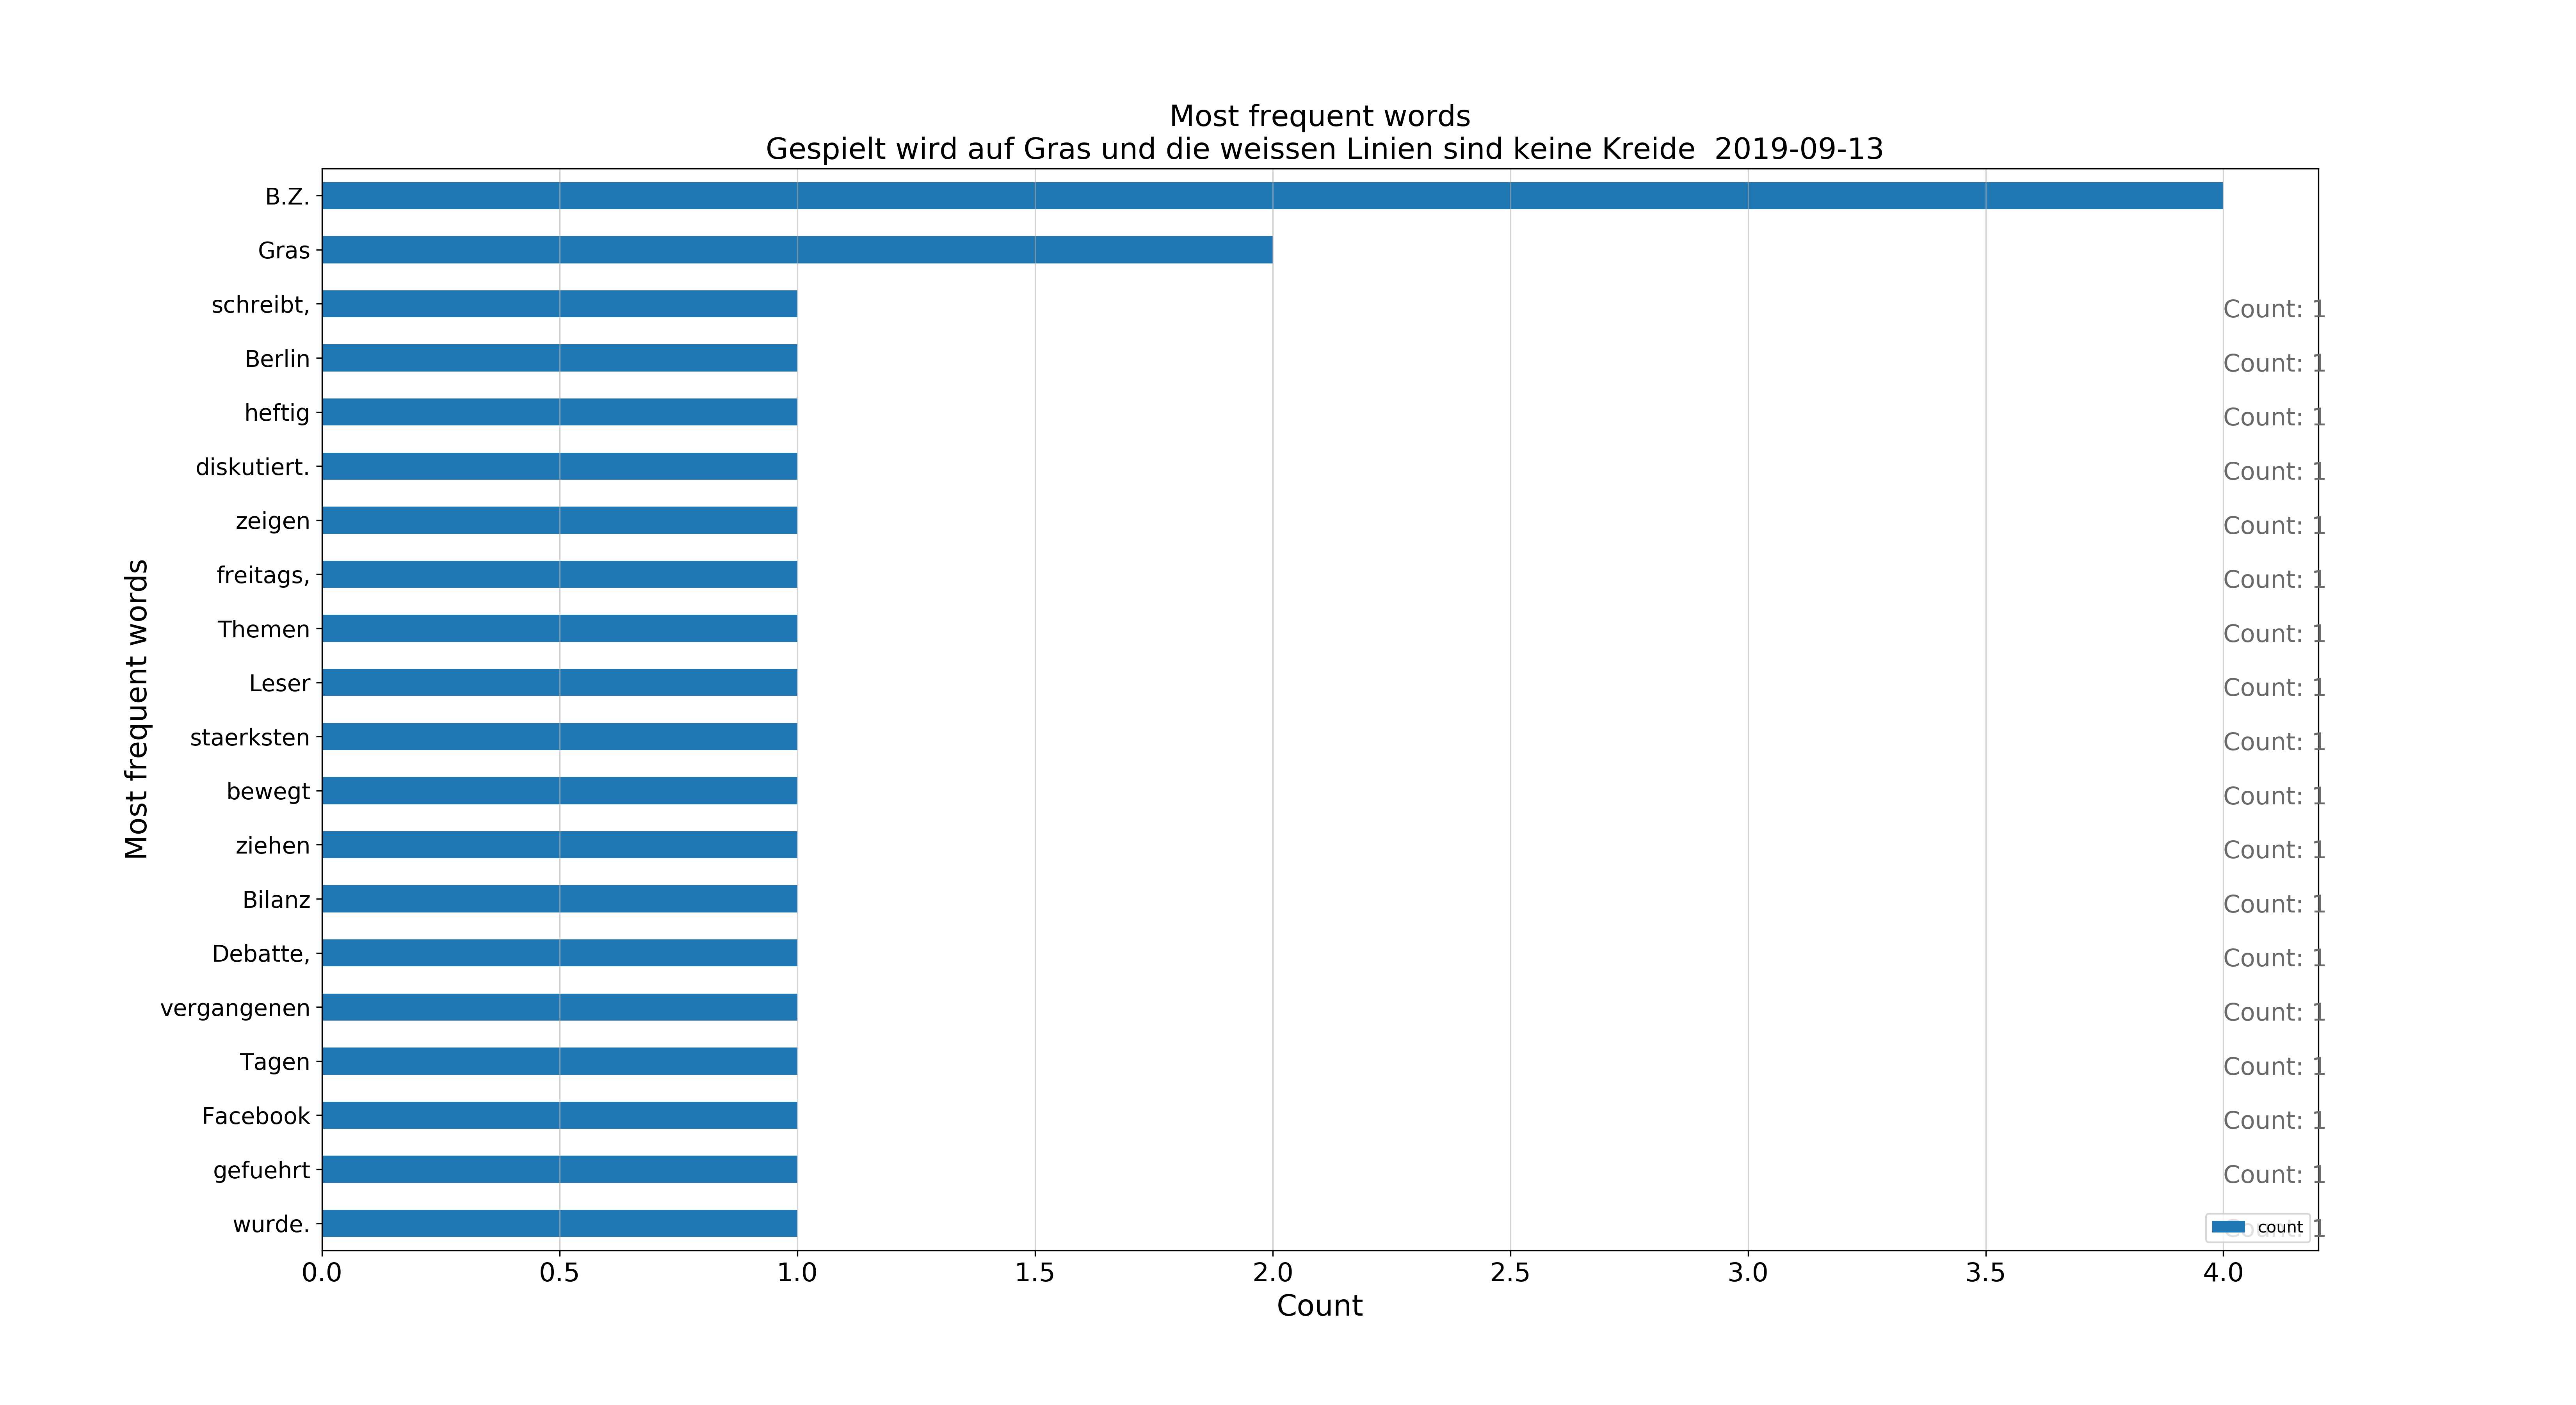 Most frequent words
Gespielt wird auf Gras und die weissen Linien sind keine Kreide  2019-09-13
Most frequent words
B.Z.
Gras
schreibt, Count: 1
Berlin Count: 1
heftig Count: 1
diskutiert. Count: 1
zeigen Count: 1
freitags, Count: 1
Themen Count: 1
Leser Count: 1
staerksten Count: 1
bewegt Count: 1
ziehen Count: 1
Bilanz Count: 1
Debatte, Count: 1
vergangenen Count: 1
Tagen Count: 1
Facebook Count: 1
gefuehrt Count: 1
wurde. Count: 1
count
0.0 0.5 1.0 1.5 2.0 2.5 3.0 3.5 4.0
Count